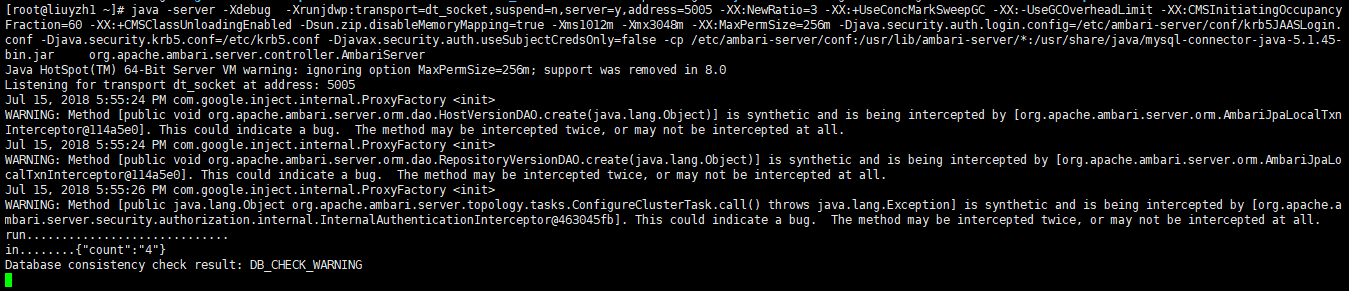 [root@liuyzh1 ~]# java -server -Xdebug  -Xrunjdwp:transport=dt_socket,suspend=n,server=y,address=5005 -XX:NewRatio=3 -XX:+UseConcMarkSweepGC -XX:-UseGCOverheadLimit -XX:CMSInitiatingOccupancy
Fraction=60 -XX:+CMSClassUnloadingEnabled -Dsun.zip.disableMemoryMapping=true -Xms1012m -Xmx3048m -XX:MaxPermSize=256m -Djava.security.auth.login.config=/etc/ambari-server/conf/krb5JAASLogin.
conf -Djava.security.krb5.conf=/etc/krb5.conf -Djavax.security.auth.useSubjectCredsOnly=false -cp /etc/ambari-server/conf:/usr/lib/ambari-server/*:/usr/share/java/mysql-connector-java-5.1.45-
bin.jar    org.apache.ambari.server.controller.AmbariServer
Java HotSpot(TM) 64-Bit Server VM warning: ignoring option MaxPermSize=256m; support was removed in 8.0
Listening for transport dt_socket at address: 5005
Jul 15, 2018 5:55:24 PM com.google.inject.internal.ProxyFactory <init>
WARNING: Method [public void org.apache.ambari.server.orm.dao.HostVersionDAO.create(java.lang.Object)] is synthetic and is being intercepted by [org.apache.ambari.server.orm.AmbariJpaLocalTxn
Interceptor@114a5e0]. This could indicate a bug.  The method may be intercepted twice, or may not be intercepted at all.
Jul 15, 2018 5:55:24 PM com.google.inject.internal.ProxyFactory <init>
WARNING: Method [public void org.apache.ambari.server.orm.dao.RepositoryVersionDAO.create(java.lang.Object)] is synthetic and is being intercepted by [org.apache.ambari.server.orm.AmbariJpaLo
calTxnInterceptor@114a5e0]. This could indicate a bug.  The method may be intercepted twice, or may not be intercepted at all.
Jul 15, 2018 5:55:26 PM com.google.inject.internal.ProxyFactory <init>
WARNING: Method [public java.lang.Object org.apache.ambari.server.topology.tasks.ConfigureClusterTask.call() throws java.lang.Exception] is synthetic and is being intercepted by [org.apache.a
mbari.server.security.authorization.internal.InternalAuthenticationInterceptor@463045fb]. This could indicate a bug.  The method may be intercepted twice, or may not be intercepted at all.
run.............................
in........{"count":"4"}
Database consistency check result: DB_CHECK_WARNING